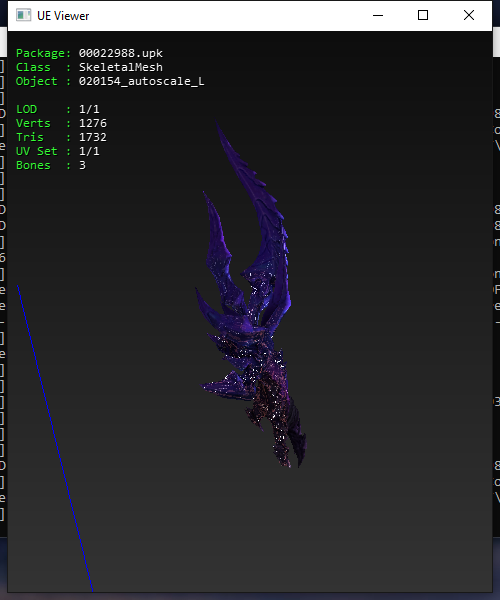 UE Viewer
Package: 00022988.upk
Class  : SkeletalMesh
Object : 020154_autoscale_L
LOD    : 1/1
Verts  : 1276
Tris   : 1732
UV Set : 1/1
Bones  : 3